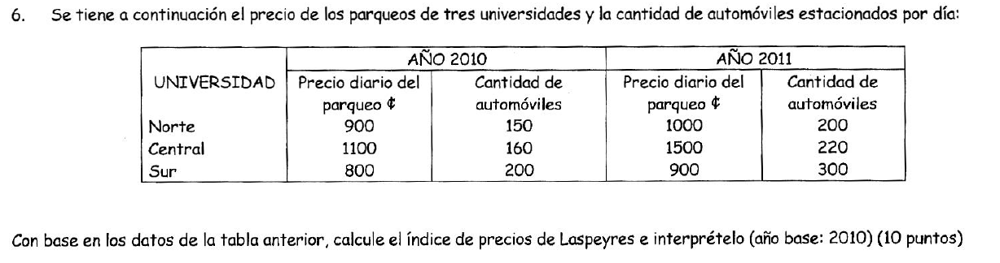 6. Se tiene a continuación el precio de los parqueos de tres universidades y la cantidad de automóviles estacionados por día:
AÑO 2010 AÑO 2011
UNIVERSIDAD Precio diario del Cantidad de Precio diario del Cantidad de
parqueo ¢ automóviles parqueo ¢ automóviles
Norte 900 150 1000 200
Central 1100 160 1500 220
Sur 800 200 900 300
Con base en los datos de la tabla anterior, calcule el índice de precios de Laspeyres e interprételo (año base: 2010) (10 puntos)